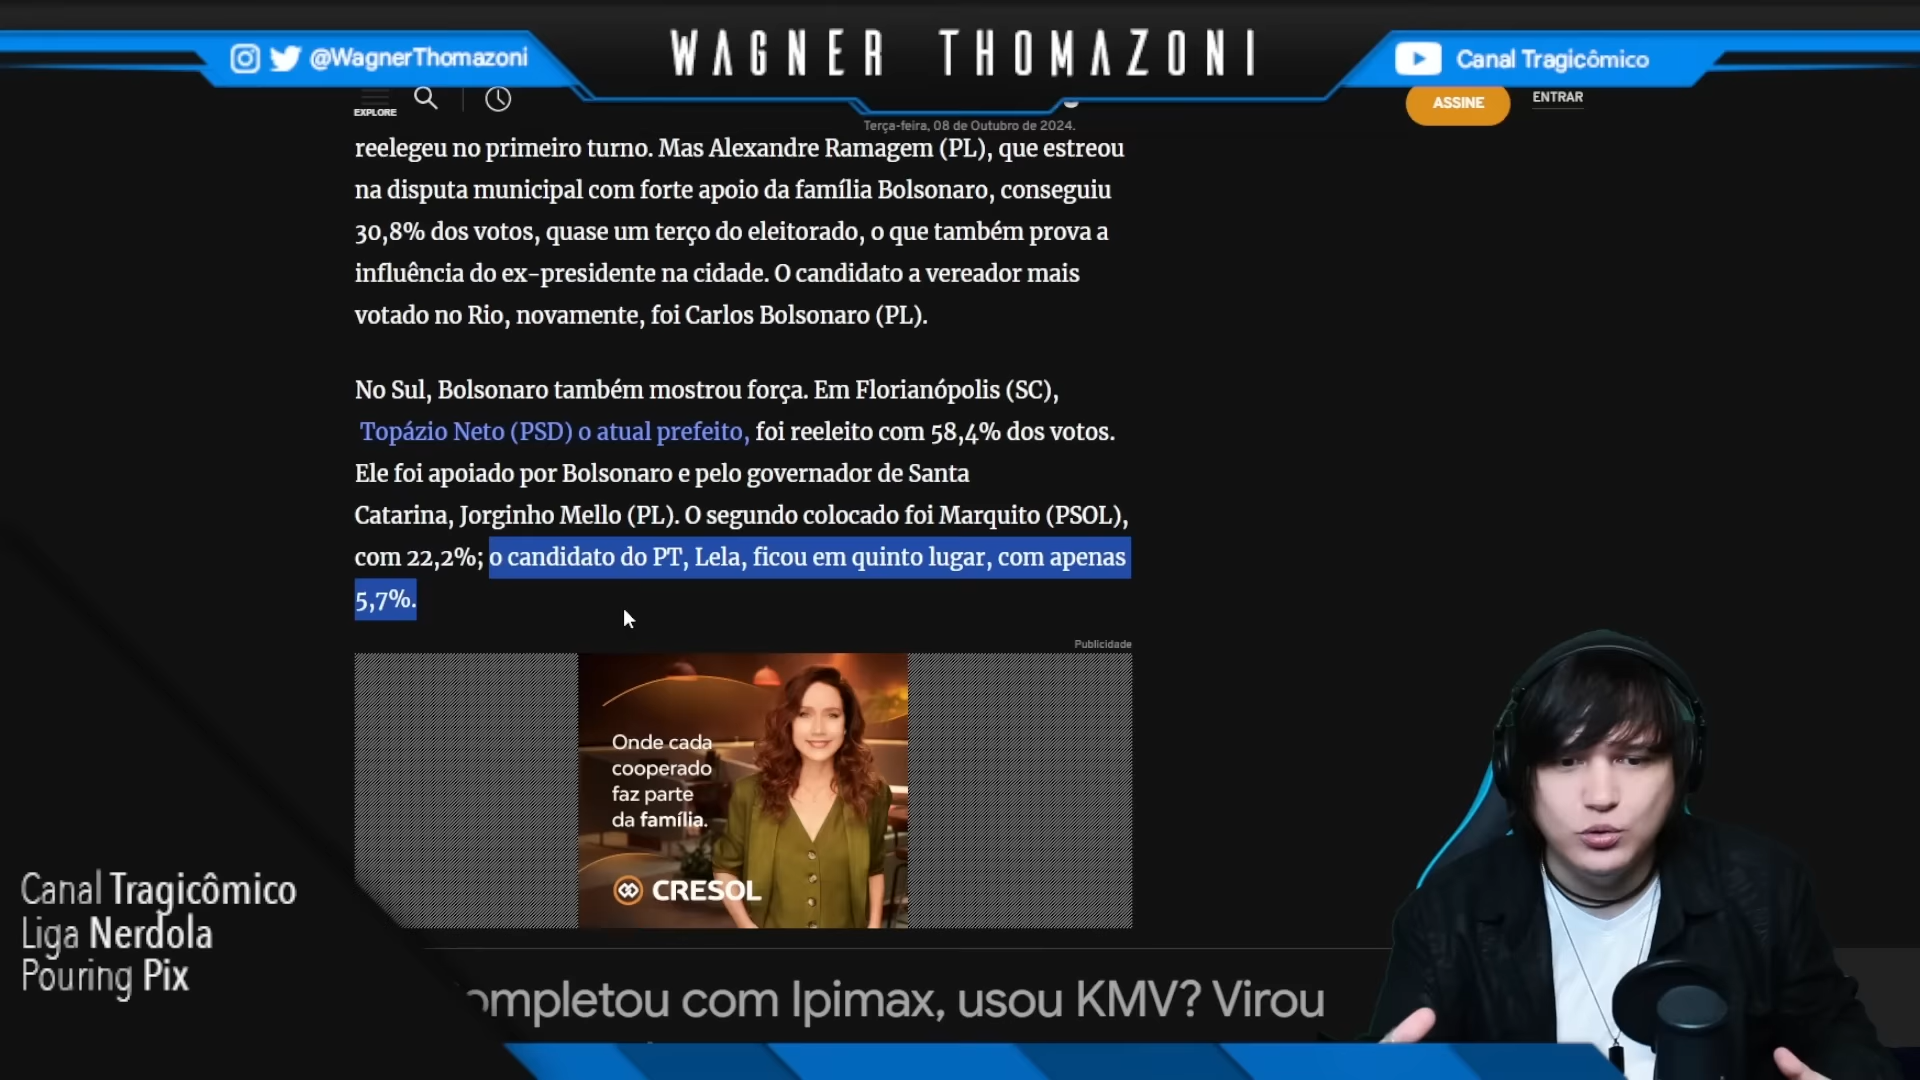 @WagnerThomazoni
WAGNER THOMAZONI
Canal Tragicômico
EXPLORE
ASSINE
ENTRAR
Terça-feira, 08 de Outubro de 2024.
reelegeu no primeiro turno. Mas Alexandre Ramagem (PL), que estreou
na disputa municipal com forte apoio da família Bolsonaro, conseguiu
30,8% dos votos, quase um terço do eleitorado, o que também prova a
influência do ex-presidente na cidade. O candidato a vereador mais
votado no Rio, novamente, foi Carlos Bolsonaro (PL).
No Sul, Bolsonaro também mostrou força. Em Florianópolis (SC),
Topázio Neto (PSD) o atual prefeito, foi reeleito com 58,4% dos votos.
Ele foi apoiado por Bolsonaro e pelo governador de Santa
Catarina, Jorginho Mello (PL). O segundo colocado foi Marquito (PSOL),
com 22,2%; o candidato do PT, Lela, ficou em quinto lugar, com apenas
5,7%.
Publicidade
Onde cada
cooperado
faz parte
da família.
CRESOL
Canal Tragicômico
Liga Nerdola
Pouring Pix
ompletou com Ipimax, usou KMV? Virou